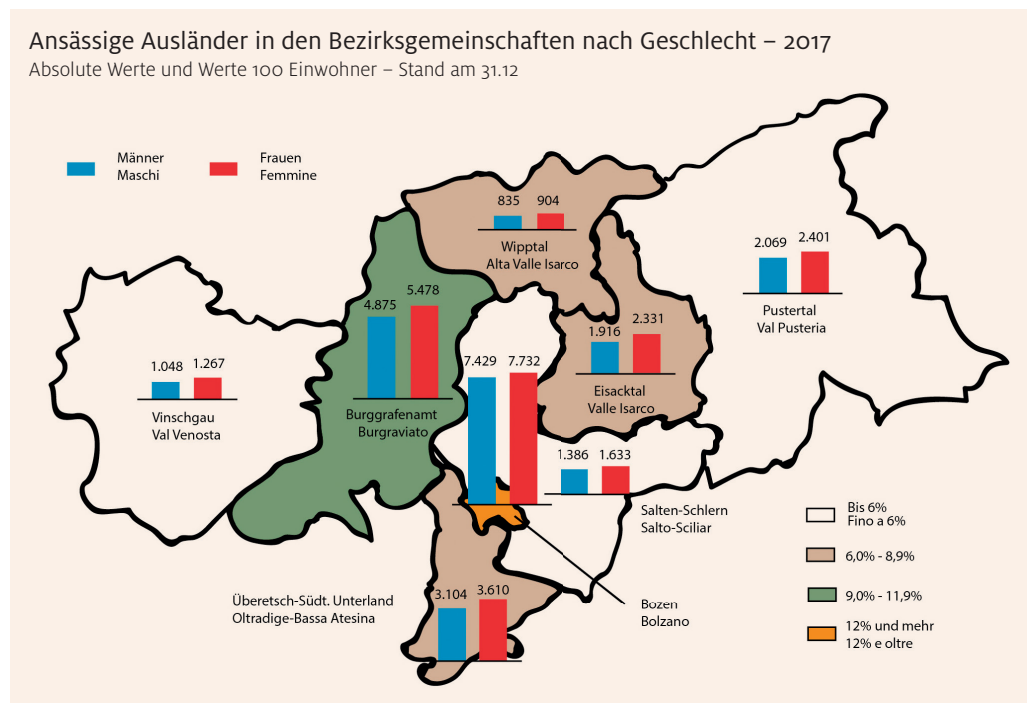 Ansässige Ausländer in den Bezirksgemeinschaften nach Geschlecht – 2017
Absolute Werte und Werte 100 Einwohner – Stand am 31.12
Männer
Maschi
Frauen
Femmine
835 904
Wipptal
Alta Valle Isarco
2.069 2.401
Pustertal
Val Pusteria
4.875 5.478
Burggrafenamt
Burgraviato
1.916 2.331
Eisacktal
Valle Isarco
1.048 1.267
Vinschgau
Val Venosta
7.429 7.732
1.386 1.633
Salten-Schlern
Salto-Sciliar
Bis 6%
Fino a 6%
6,0% - 8,9%
9,0% - 11,9%
12% und mehr
12% e oltre
Überetsch-Südt. Unterland
Oltradige-Bassa Atesina
3.104 3.610
Bozen
Bolzano